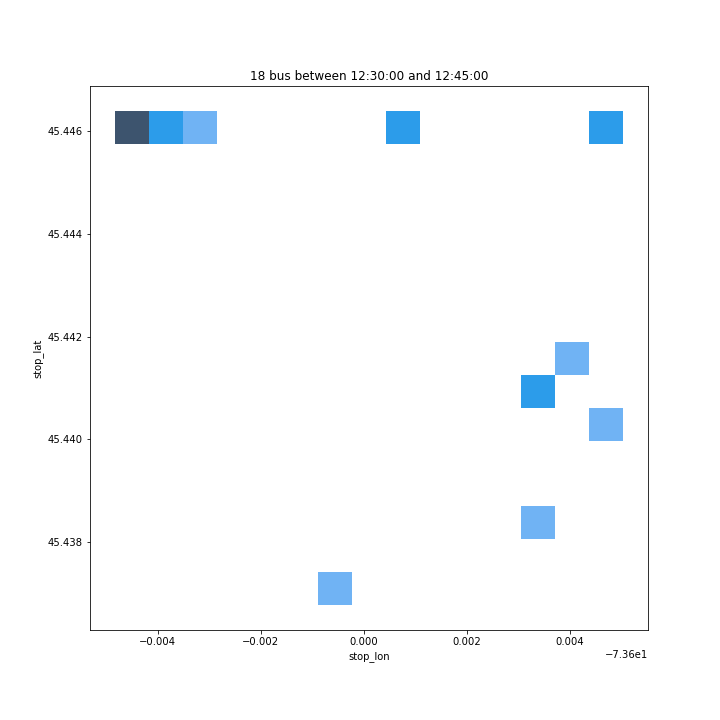 18 bus between 12:30:00 and 12:45:00
45.446
45.444
45.442
45.440
45.438
stop_lat
−0.004 −0.002 0.000 0.002 0.004
stop_lon
−7.36e1